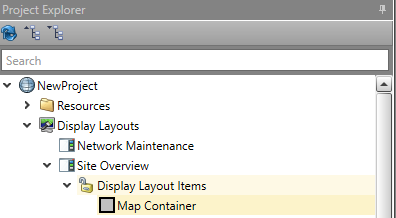 Project Explorer
Search
NewProject
Resources
Display Layouts
Network Maintenance
Site Overview
Display Layout Items
Map Container